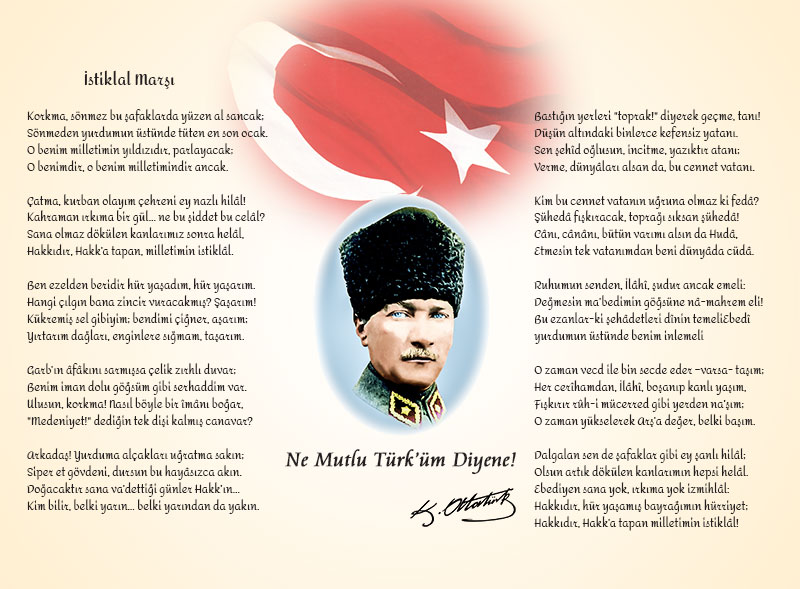 İstiklal Marşı
Korkma, sönmez bu şafaklarda yüzen al sancak;
Sönmeden yurdumun üstünde tüten en son ocak.
O benim milletimin yıldızıdır, parlayacak;
O benimdir, o benim milletimindir ancak.
Çatma, kurban olayım çehreni ey nazlı hilâl!
Kahraman ırkıma bir gül... ne bu şiddet bu celâl?
Sana olmaz dökülen kanlarımız sonra helâl,
Hakkıdır, Hakk'a tapan, milletimin istiklâl.
Ben ezelden beridir hür yaşadım, hür yaşarım.
Hangi çılgın bana zincir vuracakmış? Şaşarım!
Kükremiş sel gibiyim; bendimi çiğner, aşarım;
Yırtarım dağları, enginlere sığmam, taşarım.
Garb'ın âfâkını sarmışsa çelik zırhlı duvar;
Benim iman dolu göğsüm gibi serhaddim var.
Ulusun, korkma! Nasıl böyle bir îmânı boğar,
"Medeniyet!" dediğin tek dişi kalmış canavar?
Arkadaş! Yurduma alçakları uğratma sakın;
Siper et gövdeni, dursun bu hayâsızca akın.
Doğacaktır sana va'dettiği günler Hakk'ın...
Kim bilir, belki yarın... belki yarından da yakın.
Ne Mutlu Türk'üm Diyene!
K. Atatürk
Bastığın yerleri "toprak!" diyerek geçme, tanı!
Düşün altındaki binlerce kefensiz yatanı.
Sen şehîd oğlusun, incitme, yazıktır atanı;
Verme, dünyâları alsan da, bu cennet vatanı.
Kim bu cennet vatanın uğruna olmaz ki fedâ?
Şühedâ fışkıracak, toprağı sıksan şühedâ!
Cânı, cânânı, bütün varımı alsın da Hudâ,
Etmesin tek vatanımdan beni dünyâda cüdâ.
Ruhumun senden, İlâhî, şudur ancak emeli:
Değmesin ma'bedimin göğsüne nâ-mahrem eli!
Bu ezanlar-ki şehâdetleri dînin temeliEbedî
yurdumun üstünde benim inlemeli
O zaman vecd ile bin secde eder -varsa- taşım;
Her cerîhamdan, İlâhî, boşanıp kanlı yaşım,
Fışkırır rûh-i mücerred gibi yerden na'şım;
O zaman yükselerek Arş'a değer, belki başım.
Dalgalan sen de şafaklar gibi ey şanlı hilâl;
Olsun artık dökülen kanlarımın hepsi helâl.
Ebediyen sana yok, ırkıma yok izmihlâl:
Hakkıdır, hür yaşamış bayrağımın hürriyet;
Hakkıdır, Hakk'a tapan milletimin istiklâl!